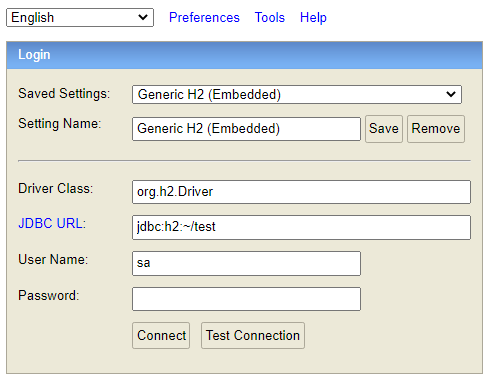 English Preferences Tools Help
Login
Saved Settings: Generic H2 (Embedded)
Setting Name: Generic H2 (Embedded) Save Remove
Driver Class: org.h2.Driver
JDBC URL: jdbc:h2:~/test
User Name: sa
Password:
Connect Test Connection